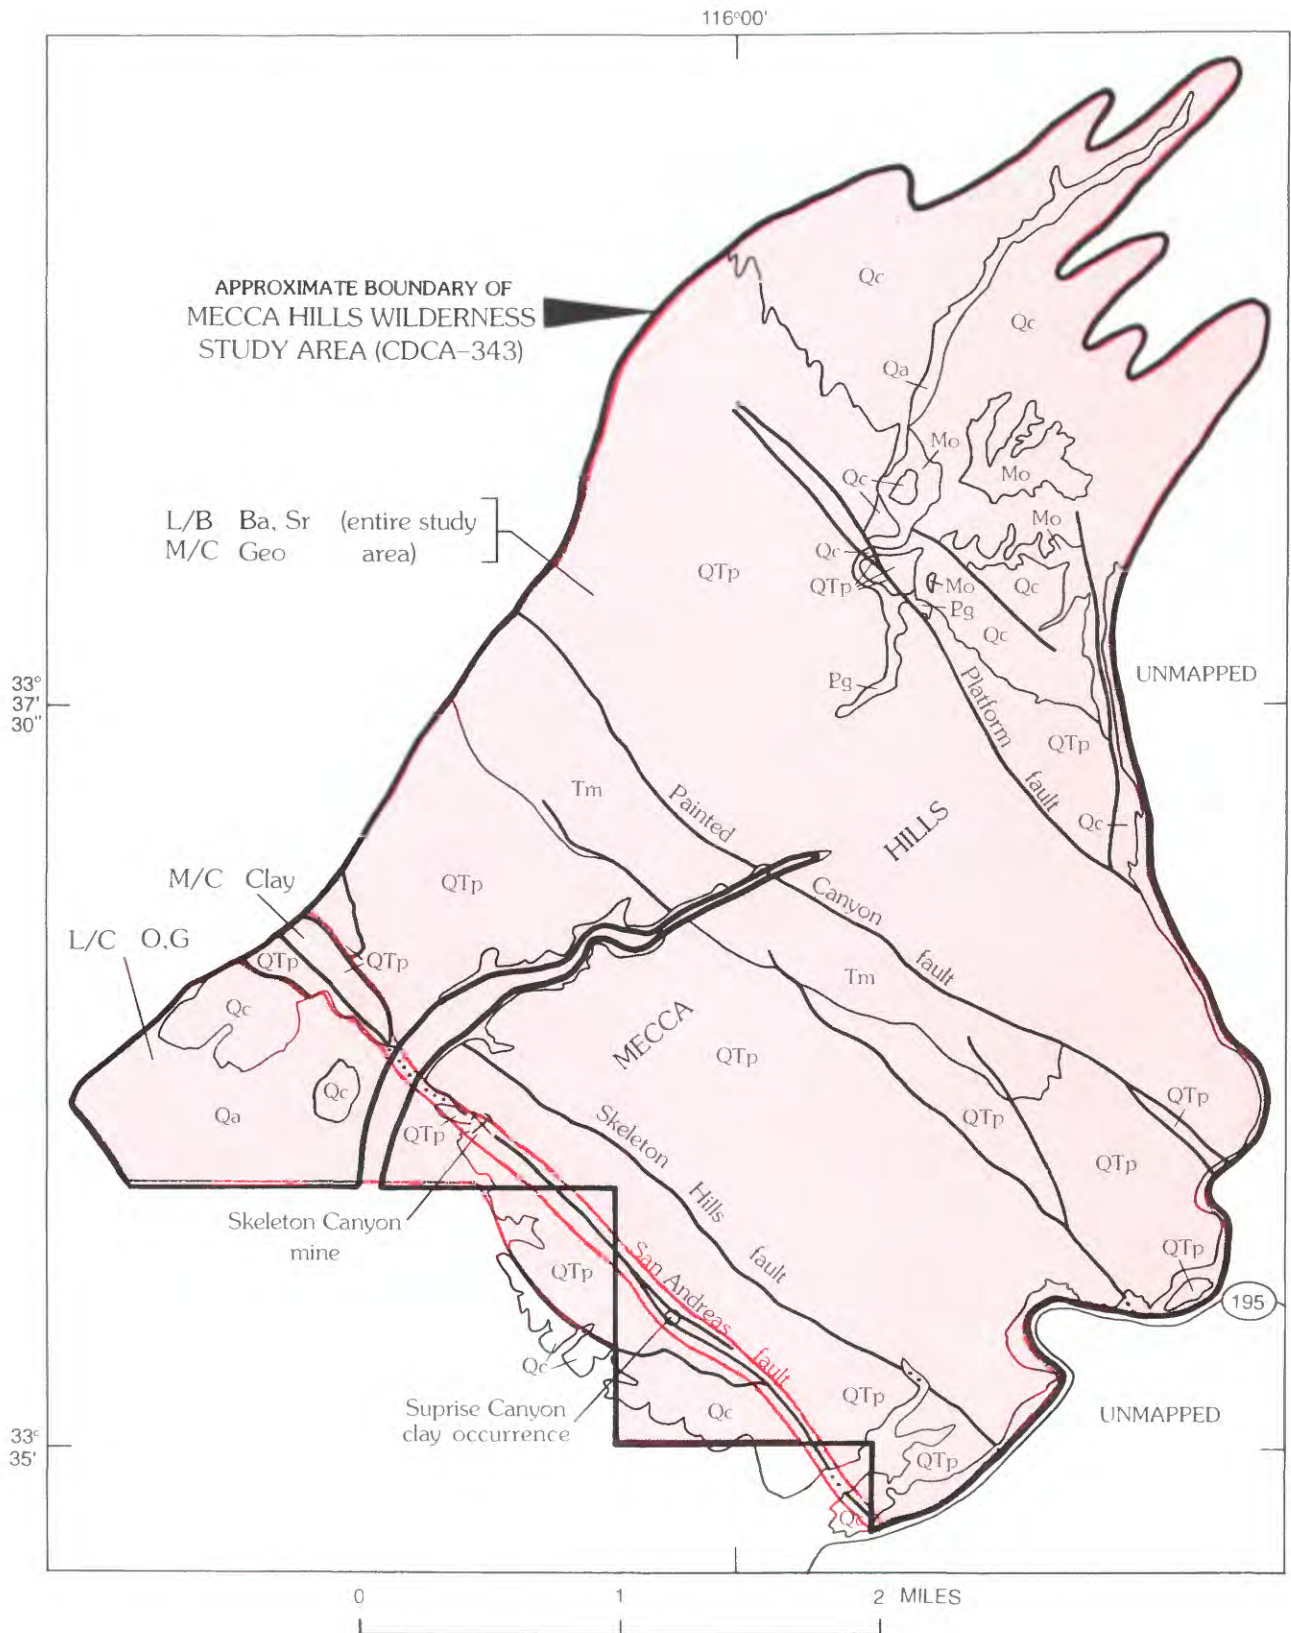 116°00'
APPROXIMATE BOUNDARY OF
MECCA HILLS WILDERNESS
STUDY AREA (CDCA-343)
Qc
Qc
Qa
Mo
Mo
Qc
Mo
L/B Ba, Sr (entire study
M/C Geo area)
QTp
Qc
QTp
Mo
Qc
Pg
Qc
Pg
UNMAPPED
33°
37'
30"
Platform
fault
QTp
Tm
Painted
HILLS
Qc
M/C Clay
QTp
Canyon
L/C O,G
QTp
QTp
fault
Tm
Qc
MECCA
QTp
Qc
Qa
QTp
Skeleton
QTp
QTp
QTp
Skeleton Canyon
mine
Hills
QTp
San Andreas
fault
QTp
195
fault
Qc
Suprise Canyon
clay occurrence
Qc
QTp
UNMAPPED
33°
35'
QTp
Qc
0 1 2 MILES